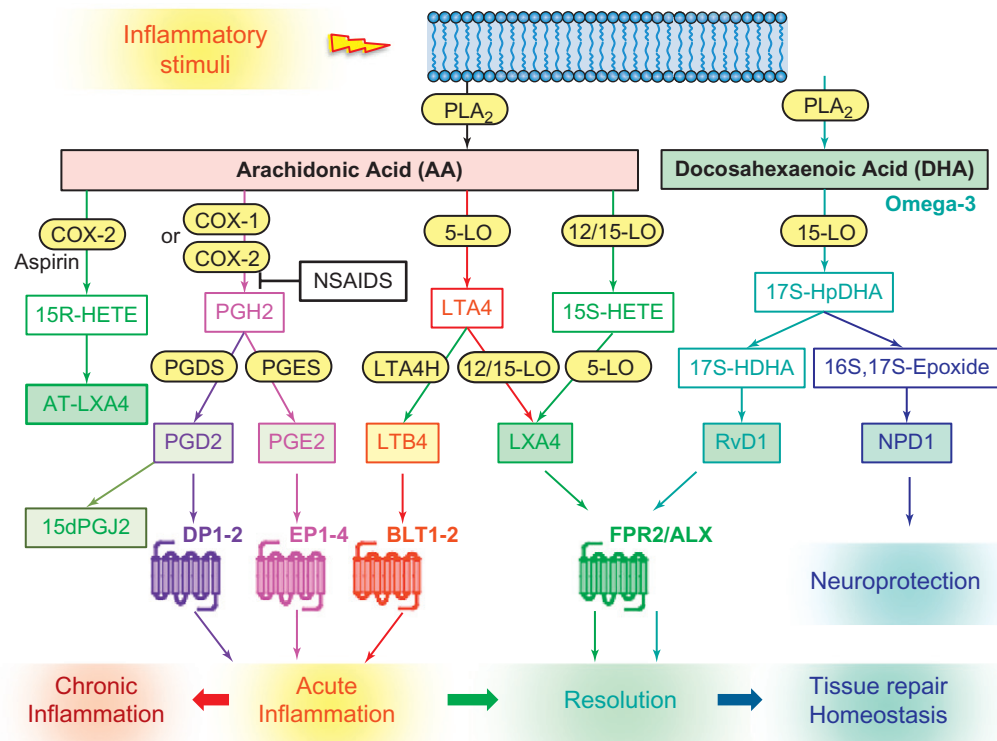 Inflammatory
stimuli
PLA₂
PLA₂
Arachidonic Acid (AA)
Docosahexaenoic Acid (DHA)
Omega-3
COX-2
Aspirin
COX-1
or
COX-2
5-LO
12/15-LO
15-LO
NSAIDS
15R-HETE
PGH2
LTA4
15S-HETE
17S-HpDHA
PGDS
PGES
LTA4H
12/15-LO
5-LO
17S-HDHA
16S,17S-Epoxide
AT-LXA4
PGD2
PGE2
LTB4
LXA4
RvD1
NPD1
15dPGJ2
DP1-2
EP1-4
BLT1-2
FPR2/ALX
Neuroprotection
Chronic
Inflammation
Acute
Inflammation
Resolution
Tissue repair
Homeostasis